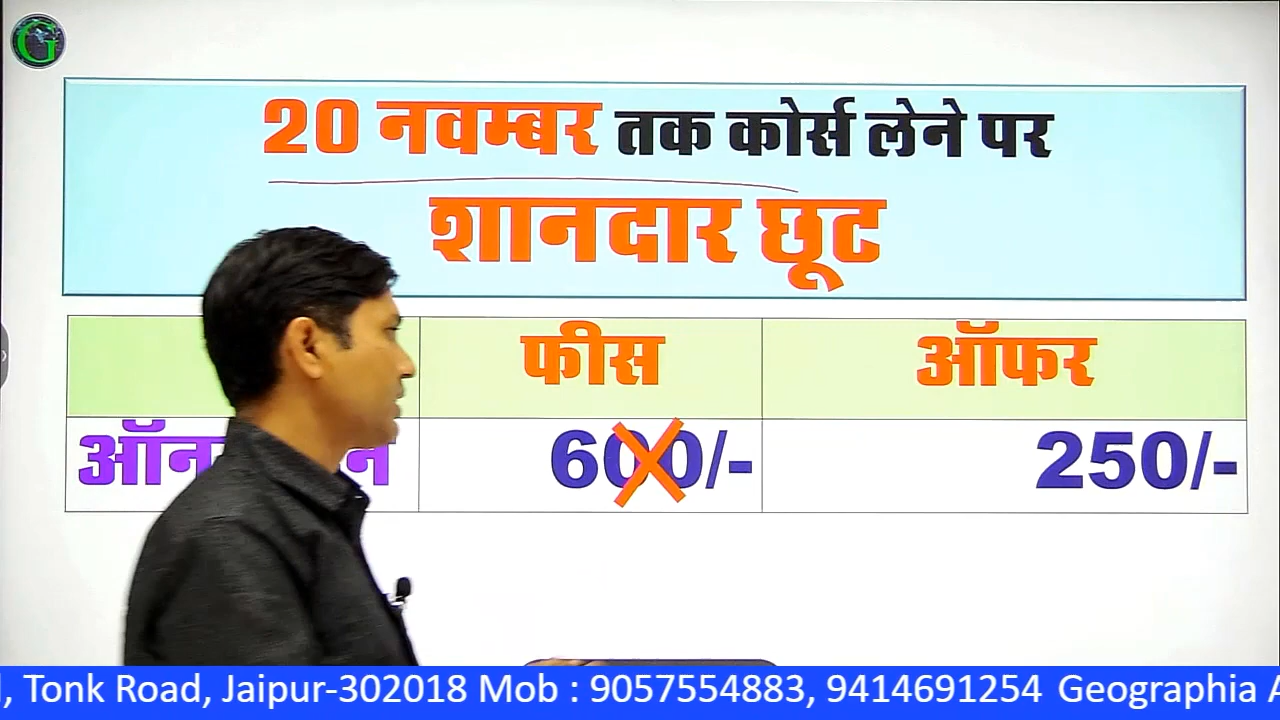 G
20 नवम्बर तक कोर्स लेने पर
शानदार छूट
फीस ऑफर
600/- 250/-
, Tonk Road, Jaipur-302018 Mob : 9057554883, 9414691254 Geographia